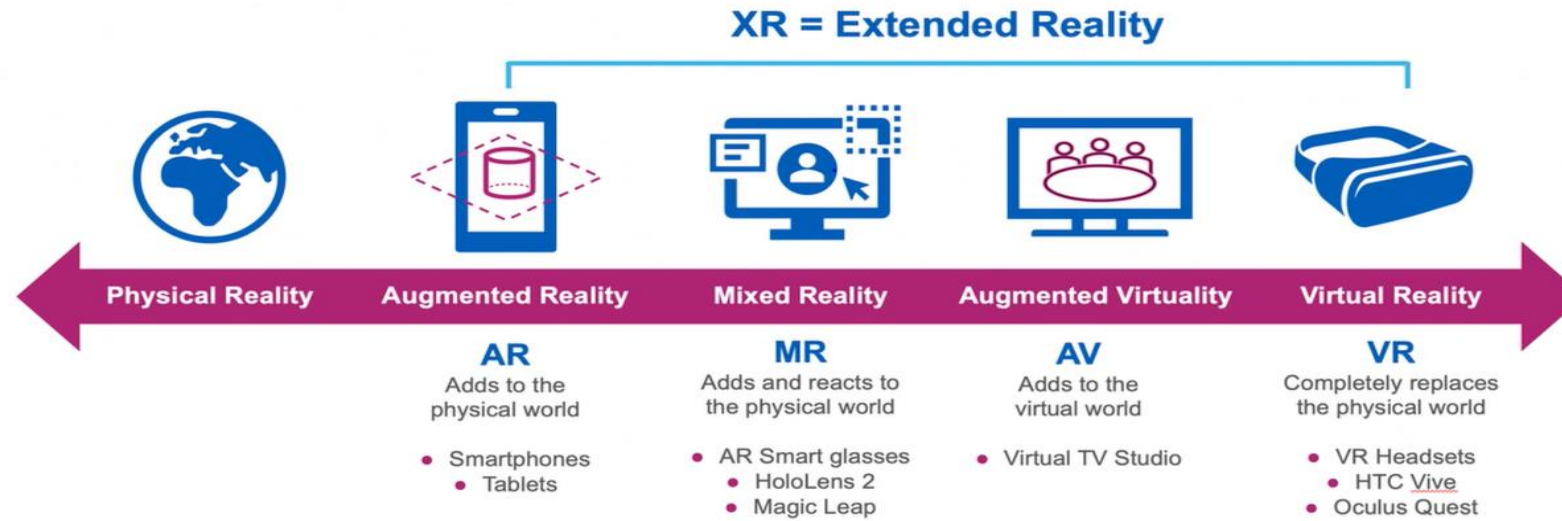 XR = Extended Reality
Physical Reality
Augmented Reality
Mixed Reality
Augmented Virtuality
Virtual Reality
AR
Adds to the
physical world
• Smartphones
• Tablets
MR
Adds and reacts to
the physical world
• AR Smart glasses
• HoloLens 2
• Magic Leap
AV
Adds to the
virtual world
• Virtual TV Studio
VR
Completely replaces
the physical world
• VR Headsets
• HTC Vive
• Oculus Quest